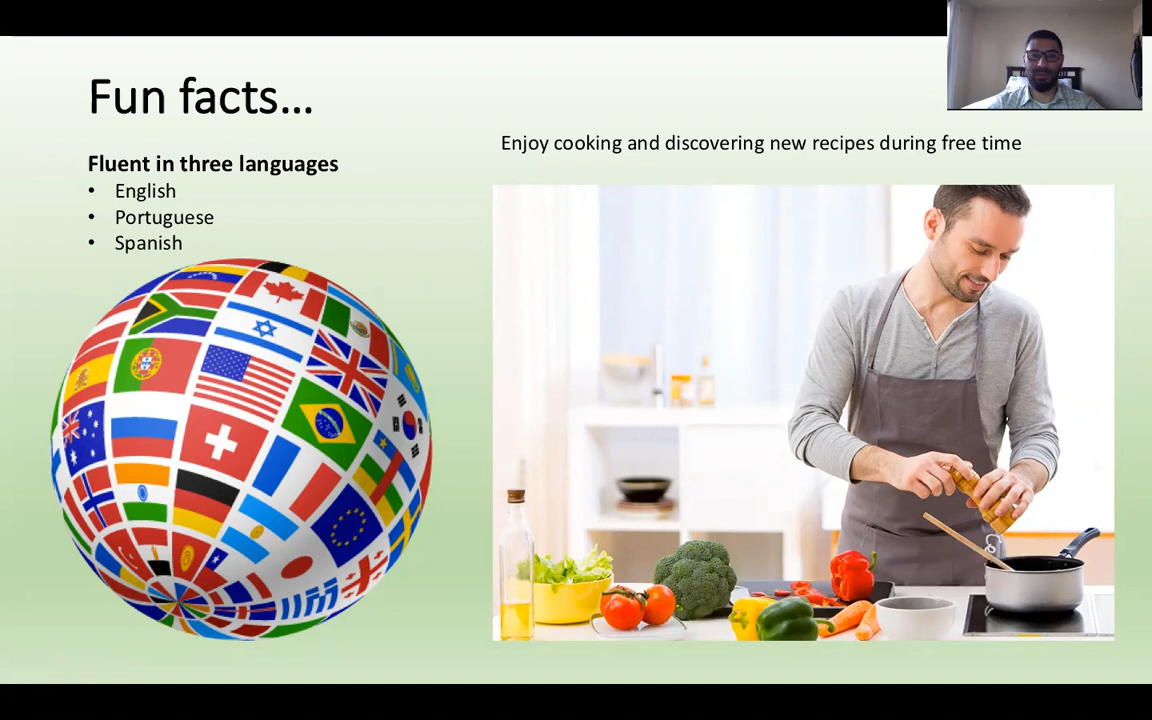 Fun facts...
Fluent in three languages
• English
• Portuguese
• Spanish
Enjoy cooking and discovering new recipes during free time